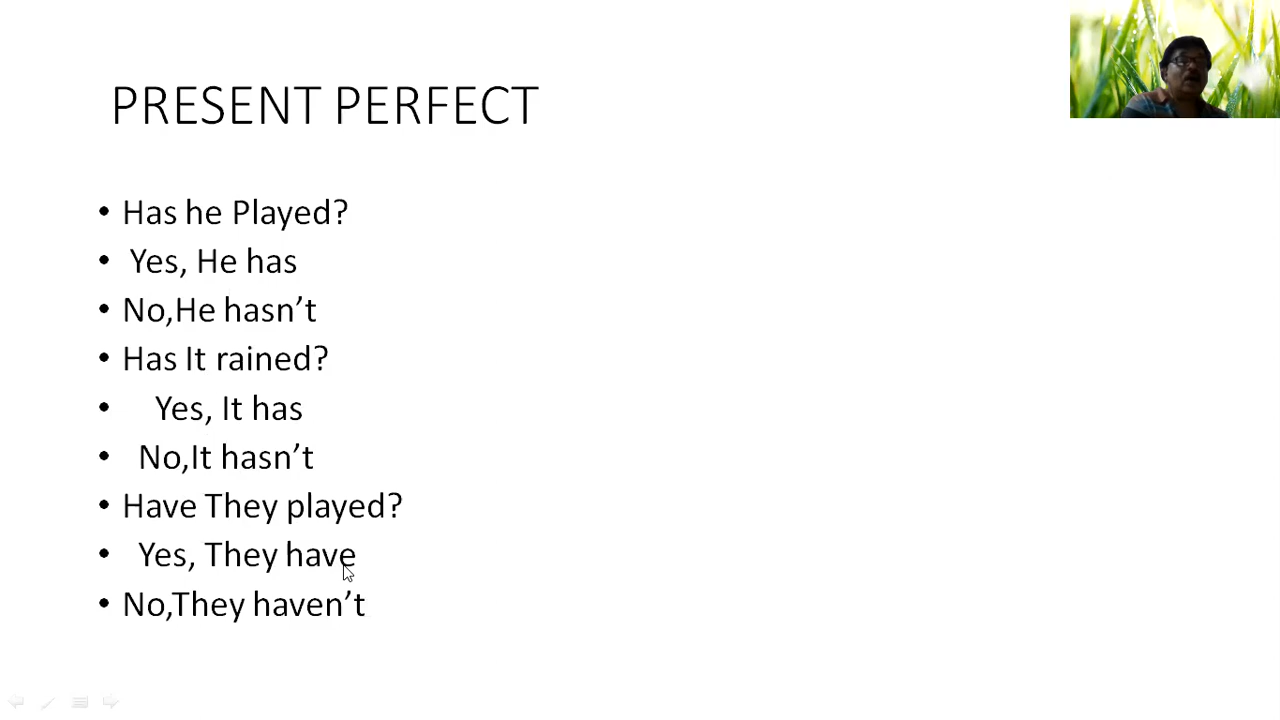 PRESENT PERFECT
• Has he Played?
• Yes, He has
• No,He hasn’t
• Has It rained?
• Yes, It has
• No,It hasn’t
• Have They played?
• Yes, They have
• No,They haven’t